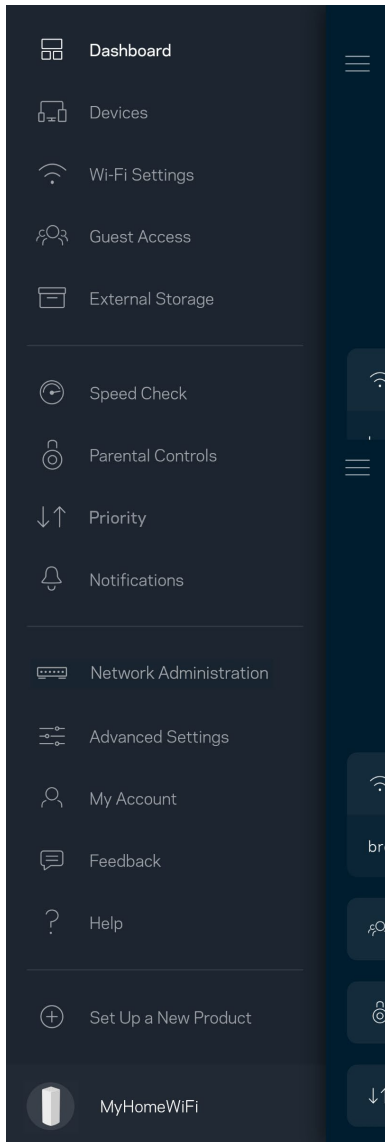 Dashboard
Devices
Wi-Fi Settings
Guest Access
External Storage
Speed Check
Parental Controls
Priority
Notifications
Network Administration
Advanced Settings
My Account
Feedback
Help
Set Up a New Product
MyHomeWiFi